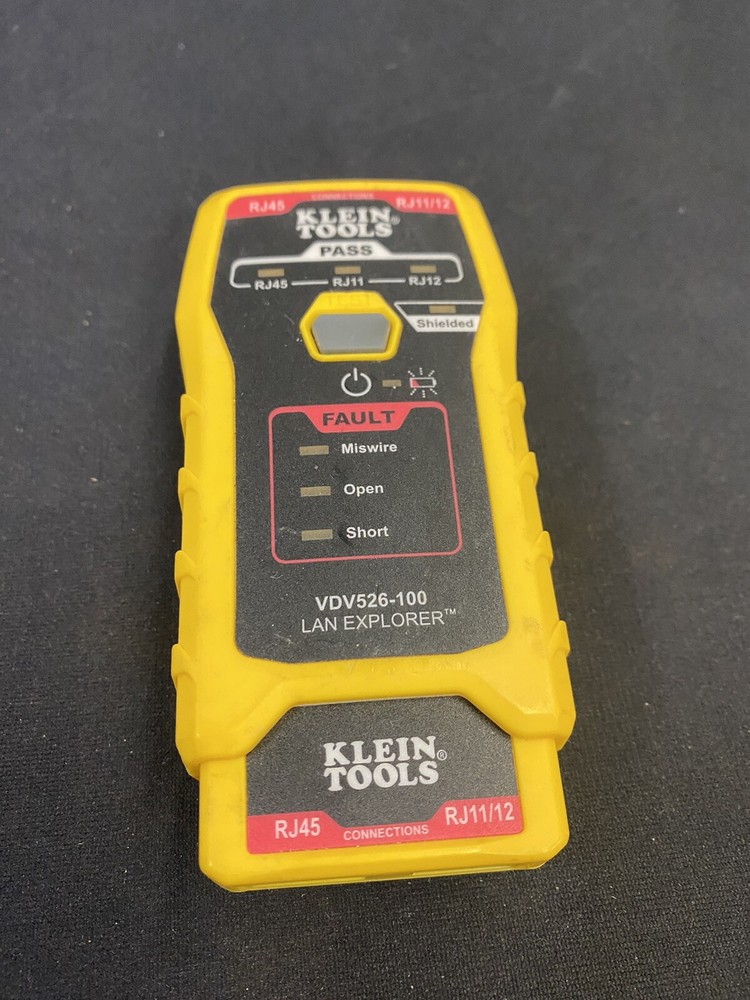 CONNECTIONS
RJ45 RJ11/12
KLEIN
TOOLS®
PASS
RJ45 RJ11 RJ12
TEST
Shielded
FAULT
Miswire
Open
Short
VDV526-100
LAN EXPLORER™
KLEIN
TOOLS®
RJ45 CONNECTIONS RJ11/12